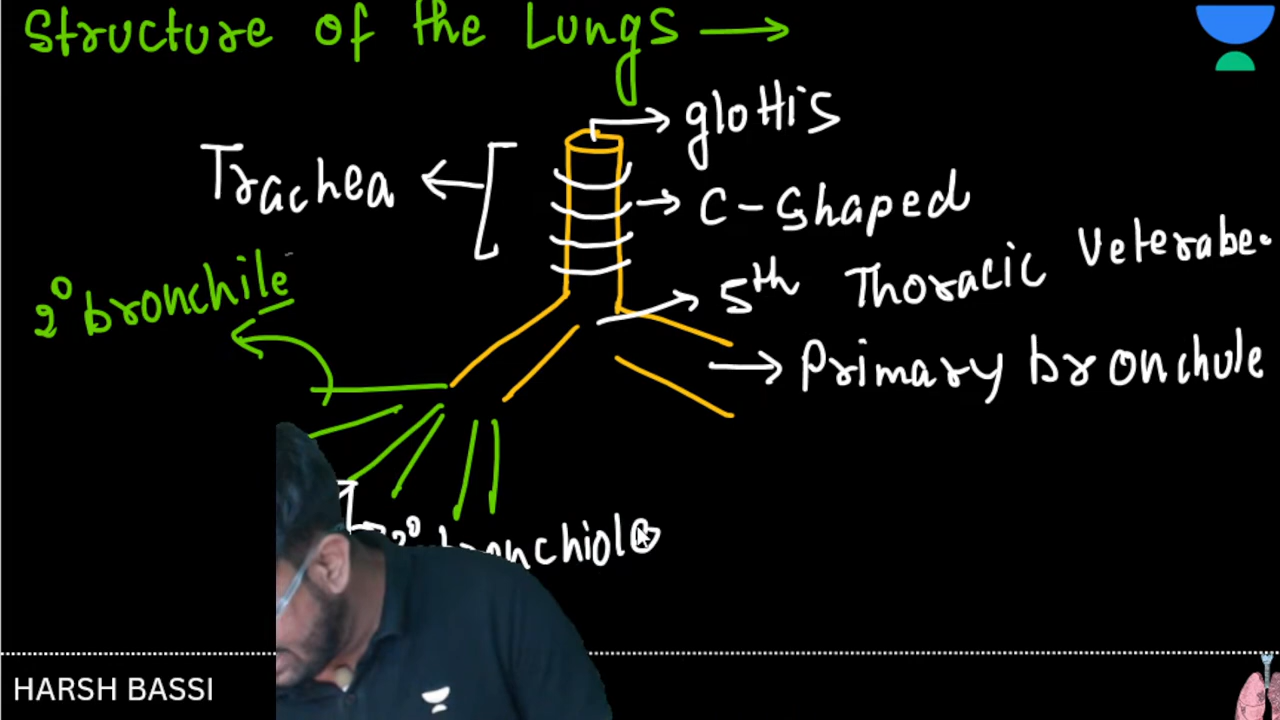 Structure of the Lungs →
glottis
Trachea
C-Shaped
5th Thoracic Veterabe.
2° bronchile
Primary bronchule
HARSH BASSI